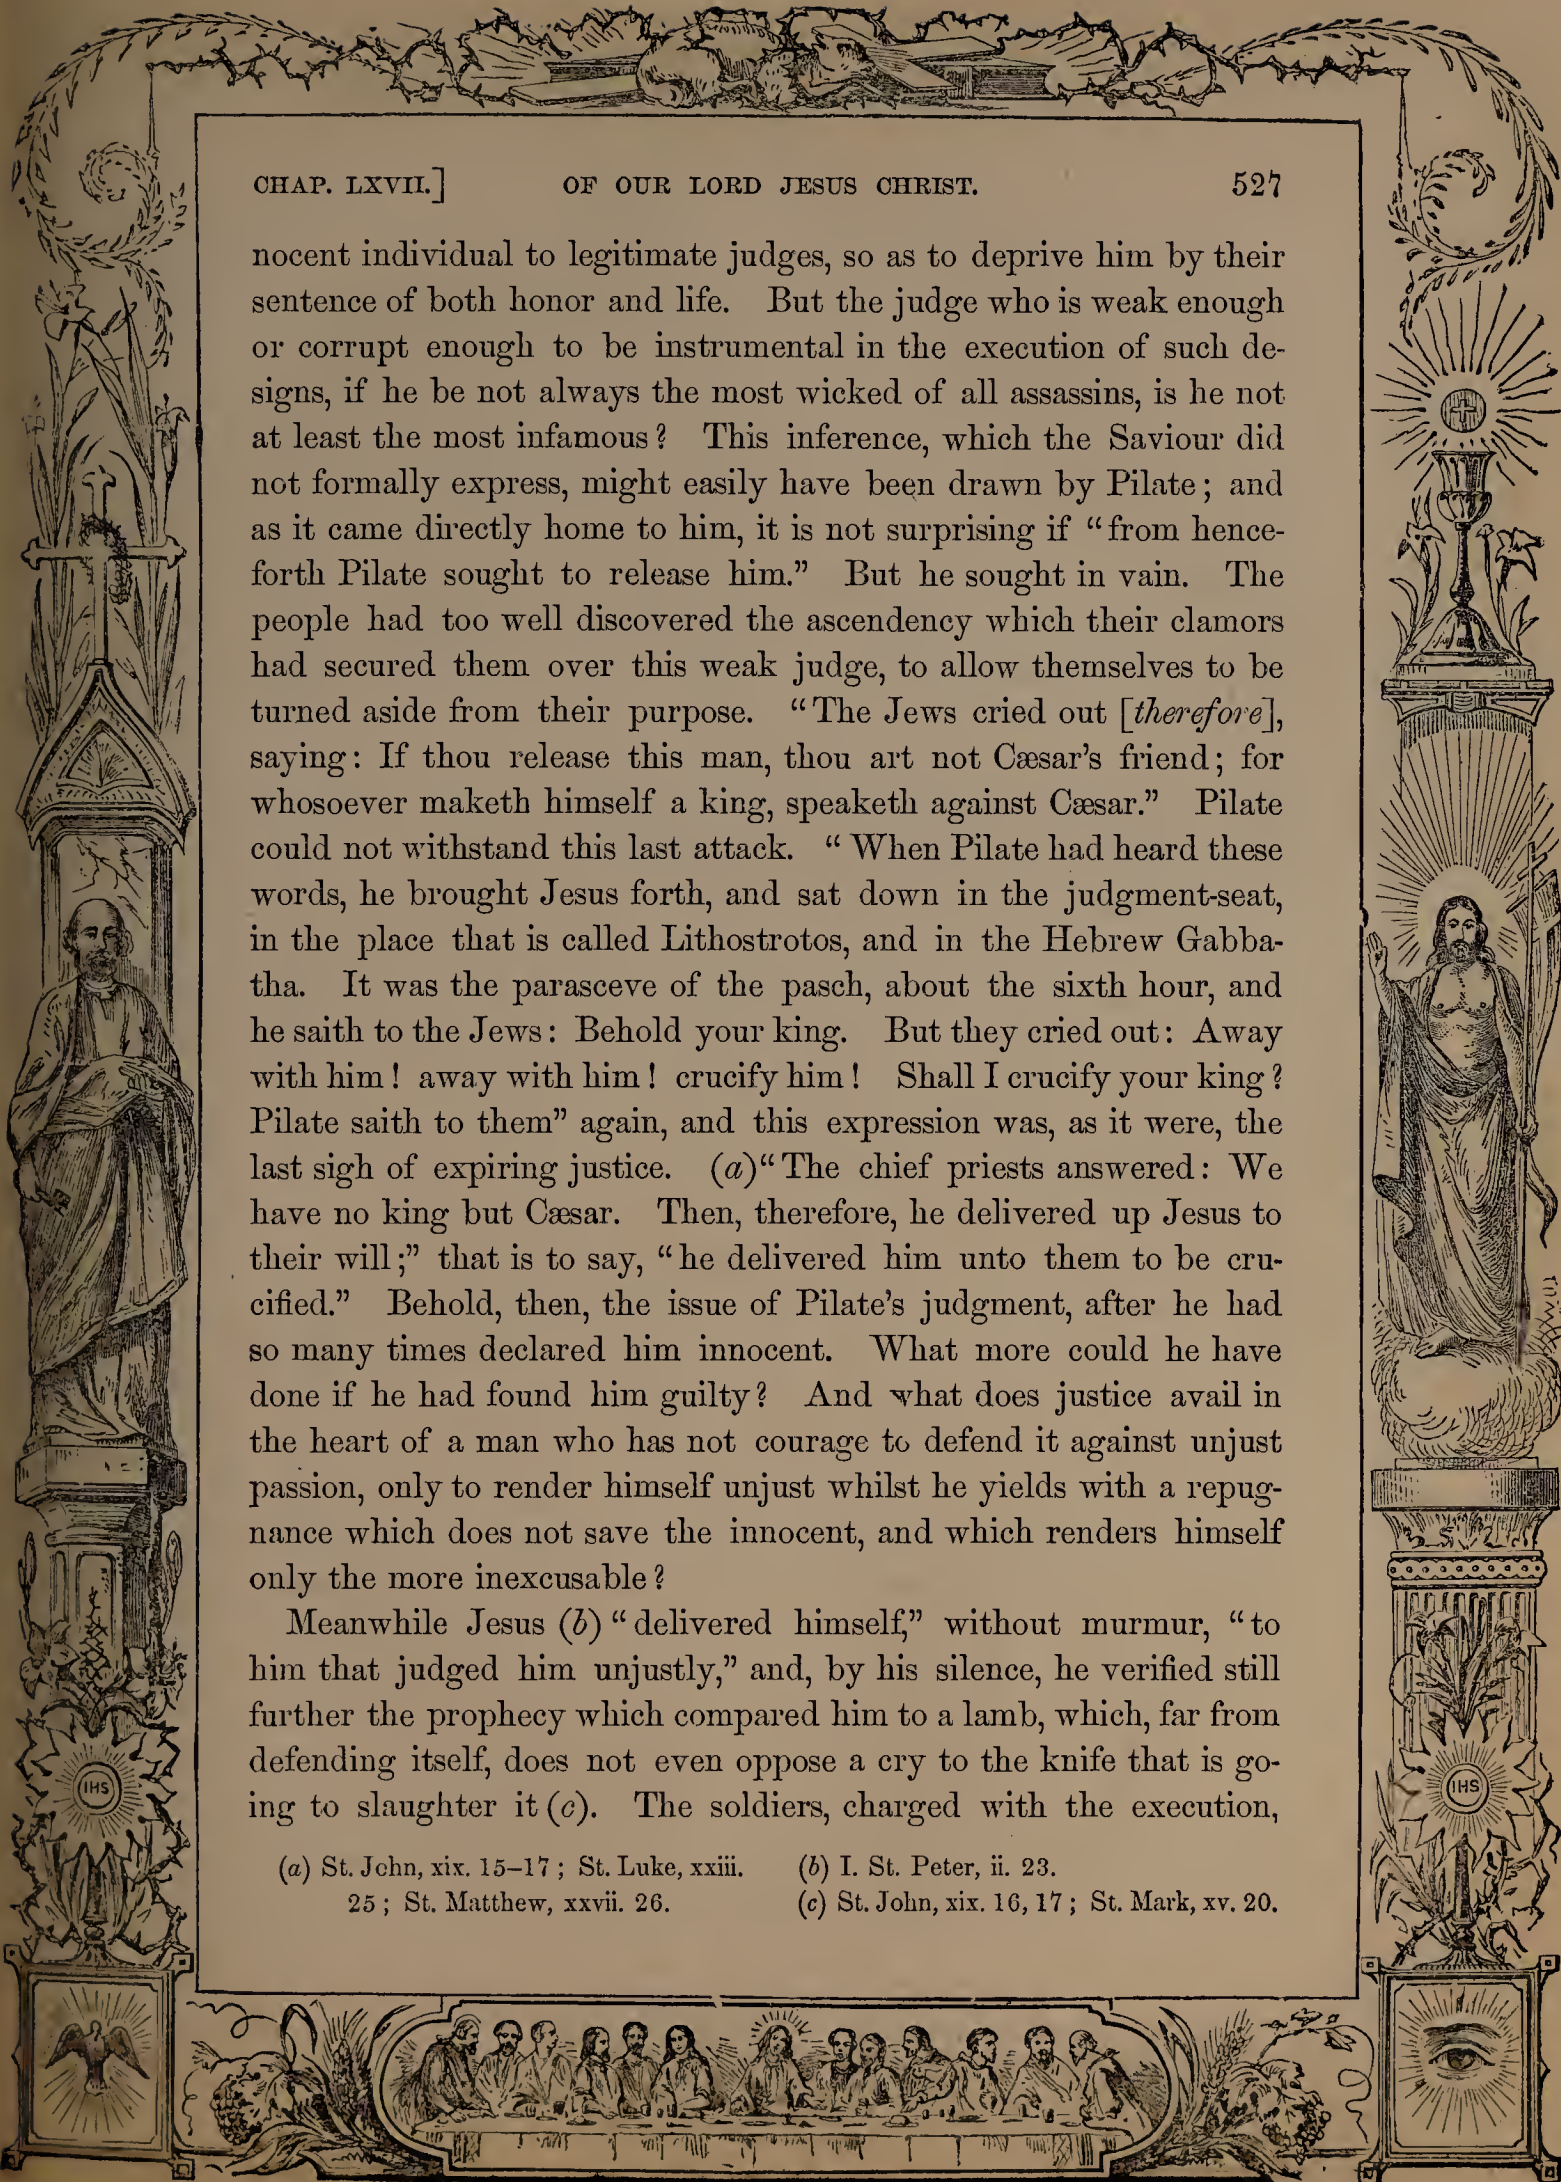 CHAP. LXVII.] OF OUR LORD JESUS CHRIST. 527
nocent individual to legitimate judges, so as to deprive him by their
sentence of both honor and life. But the judge who is weak enough
or corrupt enough to be instrumental in the execution of such de-
signs, if he be not always the most wicked of all assassins, is he not
at least the most infamous? This inference, which the Saviour did
not formally express, might easily have been drawn by Pilate; and
as it came directly home to him, it is not surprising if “from hence-
forth Pilate sought to release him.” But he sought in vain. The
people had too well discovered the ascendency which their clamors
had secured them over this weak judge, to allow themselves to be
turned aside from their purpose. “The Jews cried out [therefore],
saying: If thou release this man, thou art not Cæsar’s friend; for
whosoever maketh himself a king, speaketh against Cæsar.” Pilate
could not withstand this last attack. “When Pilate had heard these
words, he brought Jesus forth, and sat down in the judgment-seat,
in the place that is called Lithostrotos, and in the Hebrew Gabba-
tha. It was the parasceve of the pasch, about the sixth hour, and
he saith to the Jews: Behold your king. But they cried out: Away
with him! away with him! crucify him! Shall I crucify your king?
Pilate saith to them” again, and this expression was, as it were, the
last sigh of expiring justice. (a) “The chief priests answered: We
have no king but Cæsar. Then, therefore, he delivered up Jesus to
their will;” that is to say, “he delivered him unto them to be cru-
cified.” Behold, then, the issue of Pilate’s judgment, after he had
so many times declared him innocent. What more could he have
done if he had found him guilty? And what does justice avail in
the heart of a man who has not courage to defend it against unjust
passion, only to render himself unjust whilst he yields with a repug-
nance which does not save the innocent, and which renders himself
only the more inexcusable?
Meanwhile Jesus (b) “delivered himself,” without murmur, “to
him that judged him unjustly,” and, by his silence, he verified still
further the prophecy which compared him to a lamb, which, far from
defending itself, does not even oppose a cry to the knife that is go-
ing to slaughter it (c). The soldiers, charged with the execution,
(a) St. John, xix. 15–17; St. Luke, xxiii.
25; St. Matthew, xxvii. 26.
(b) I. St. Peter, ii. 23.
(c) St. John, xix. 16, 17; St. Mark, xv. 20.
IHS
IHS